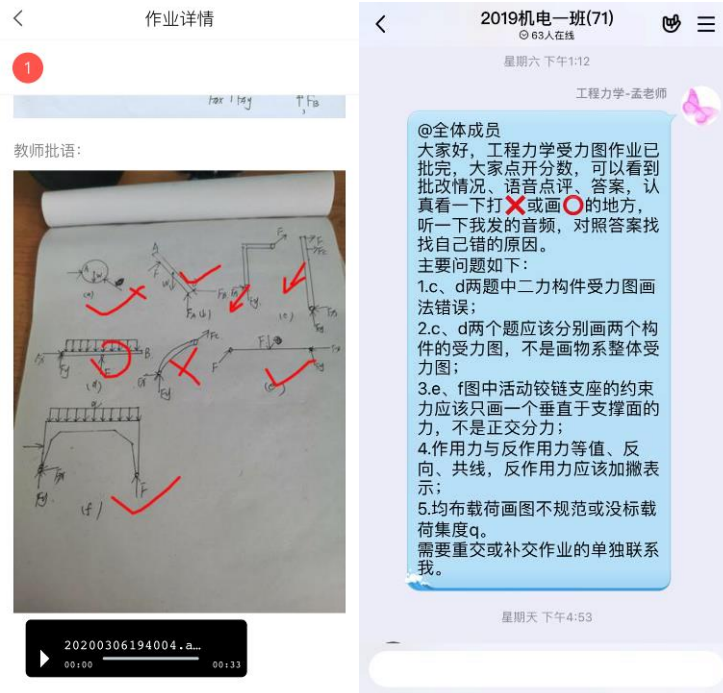 作业详情
1
Fax
Fay
FB
教师批语:
A
W
(a)
A
F
W
(b)
F
Fy
F
(c)
B
Fy
F
(d)
F
Fy
(e)
F
Fy
F
(f)
20200306194004.a…
00:00
00:33
2019机电一班(71)
63人在线
星期六 下午1:12
工程力学-孟老师
@全体成员
大家好，工程力学受力图作业已
批完，大家点开分数，可以看到
批改情况、语音点评、答案，认
真看一下打❌或画⭕的地方，
听一下我发的音频，对照答案找
找自己错的原因。
主要问题如下：
1.c、d两题中二力构件受力图画
法错误；
2.c、d两个题应该分别画两个构
件的受力图，不是画物系整体受
力图；
3.e、f图中活动铰链支座的约束
力应该只画一个垂直于支撑面的
力，不是正交分力；
4.作用力与反作用力等值、反
向、共线，反作用力应该加撇表
示；
5.均布载荷画图不规范或没标载
荷集度q。
需要重交或补交作业的单独联系
我。
星期天 下午4:53